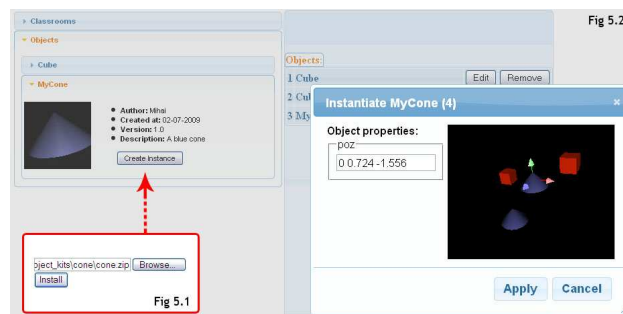 Classrooms
Objects
Cube
MyCone
Author: Mihai
Created at: 02-07-2009
Version: 1.0
Description: A blue cone
Create Instance
bject_kits\cone\cone.zip Browse...
Install
Fig 5.1
Fig 5.2
Objects:
1 Cube Edit Remove
2 Cu
3 My
Instantiate MyCone (4)
Object properties:
poz
0 0.724 -1.556
Apply Cancel